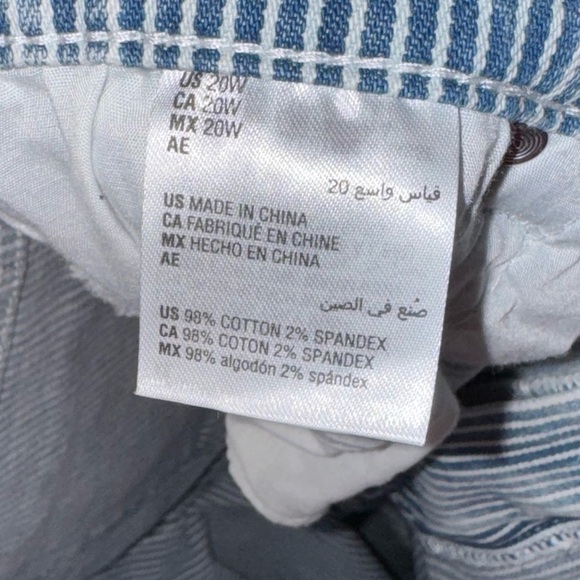 US 20W
CA 20W
MX 20W
AE
قياس واسع 20
US MADE IN CHINA
CA FABRIQUÉ EN CHINE
MX HECHO EN CHINA
AE
صُنع في الصين
US 98% COTTON 2% SPANDEX
CA 98% COTON 2% SPANDEX
MX 98% algodón 2% spándex